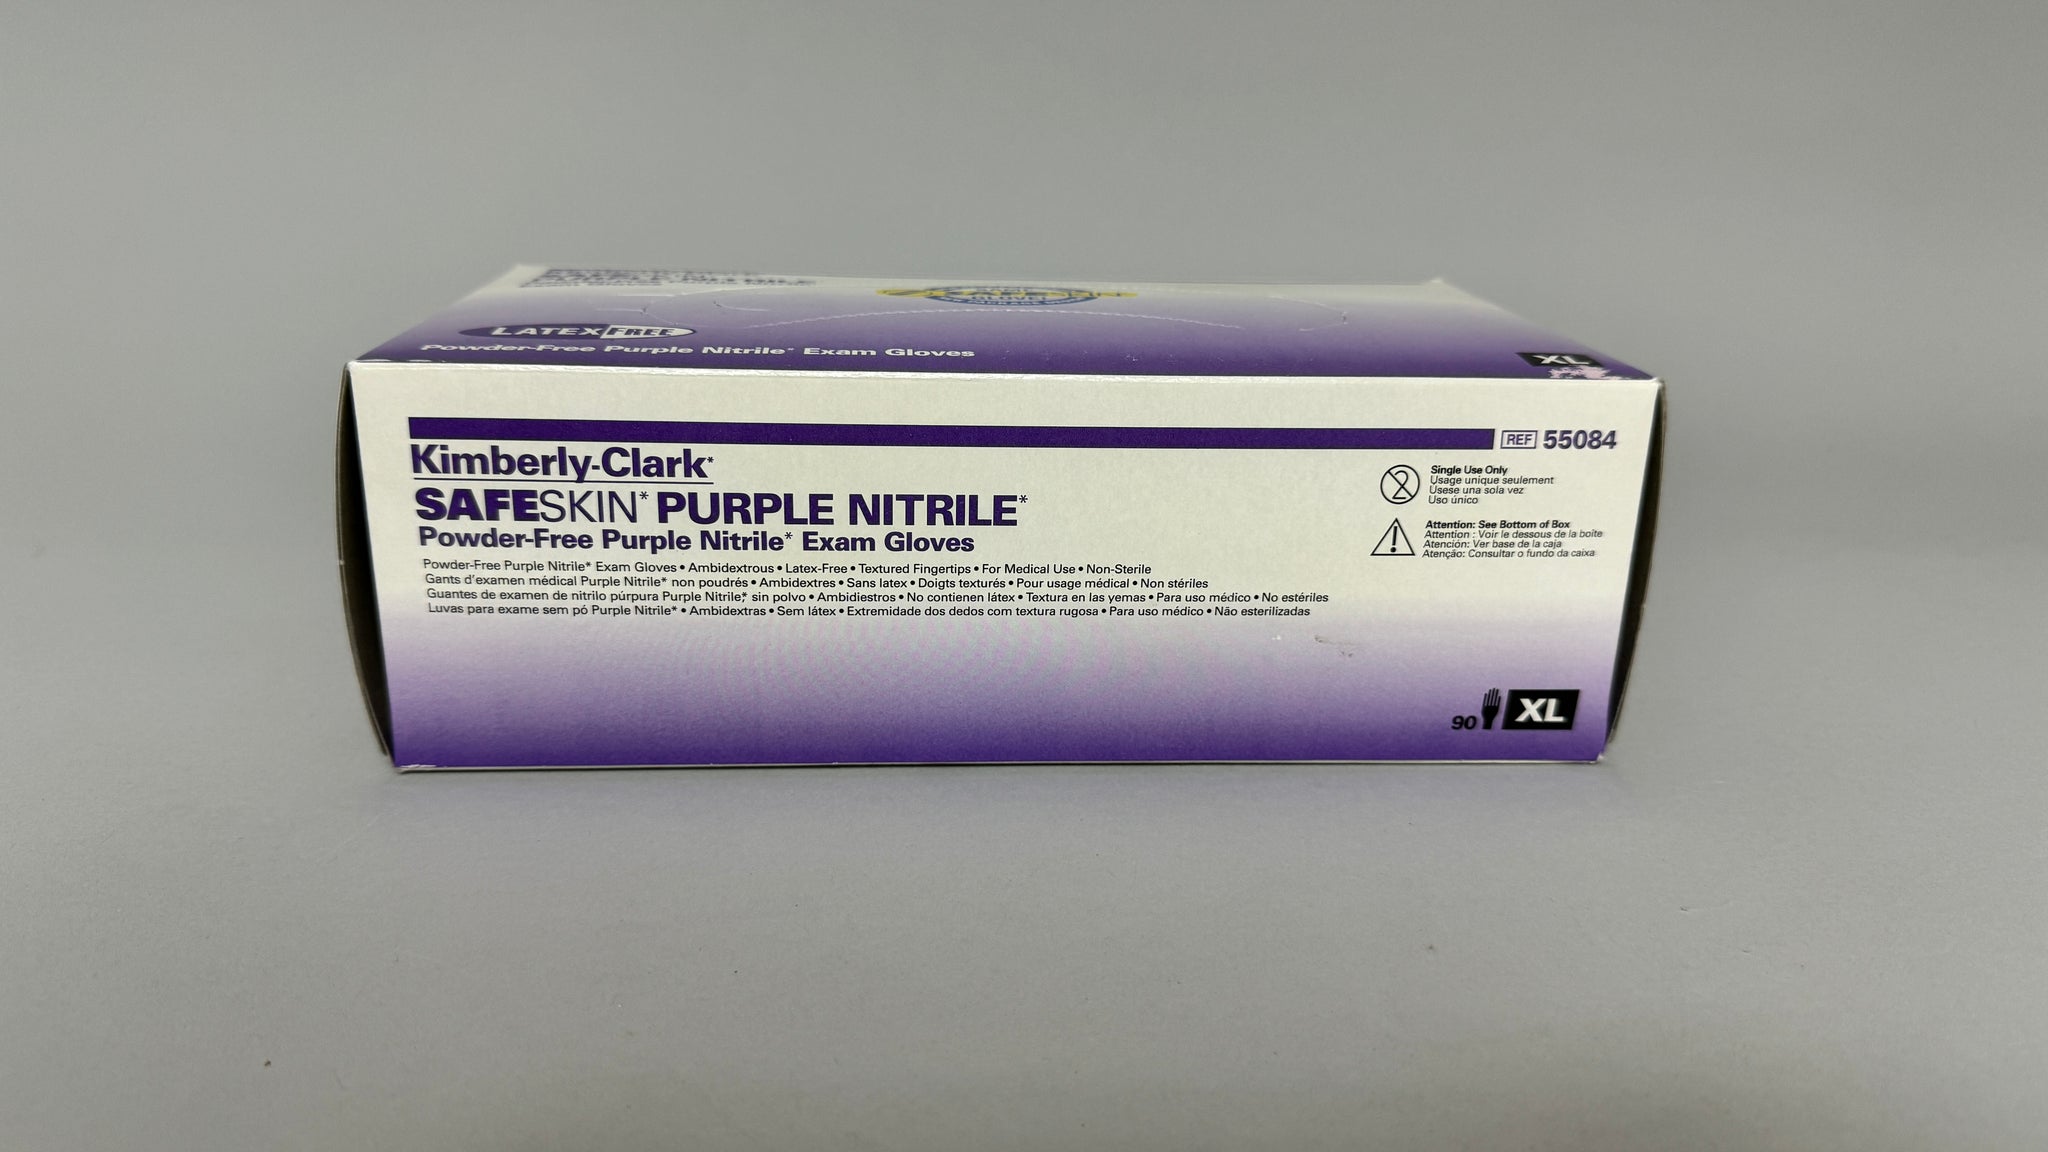 LATEX FREE
Powder-Free Purple Nitrile* Exam Gloves
XL
REF 55084
Kimberly-Clark*
SAFESKIN* PURPLE NITRILE*
Powder-Free Purple Nitrile* Exam Gloves
Powder-Free Purple Nitrile* Exam Gloves • Ambidextrous • Latex-Free • Textured Fingertips • For Medical Use • Non-Sterile
Gants d'examen médical Purple Nitrile* non poudrés • Ambidextres • Sans latex • Doigts texturés • Pour usage médical • Non stériles
Guantes de examen de nitrilo púrpura Purple Nitrile,* sin polvo • Ambidiestros • No contienen látex • Textura en las yemas • Para uso médico • No estériles
Luvas para exame sem pó Purple Nitrile* • Ambidextras • Sem látex • Extremidade dos dedos com textura rugosa • Para uso médico • Não esterilizadas
2
Single Use Only
Usage unique seulement
Úsese una sola vez
Uso único
!
Attention: See Bottom of Box
Attention : Voir le dessous de la boîte
Atención: Ver base de la caja
Atenção: Consultar o fundo da caixa
90 XL